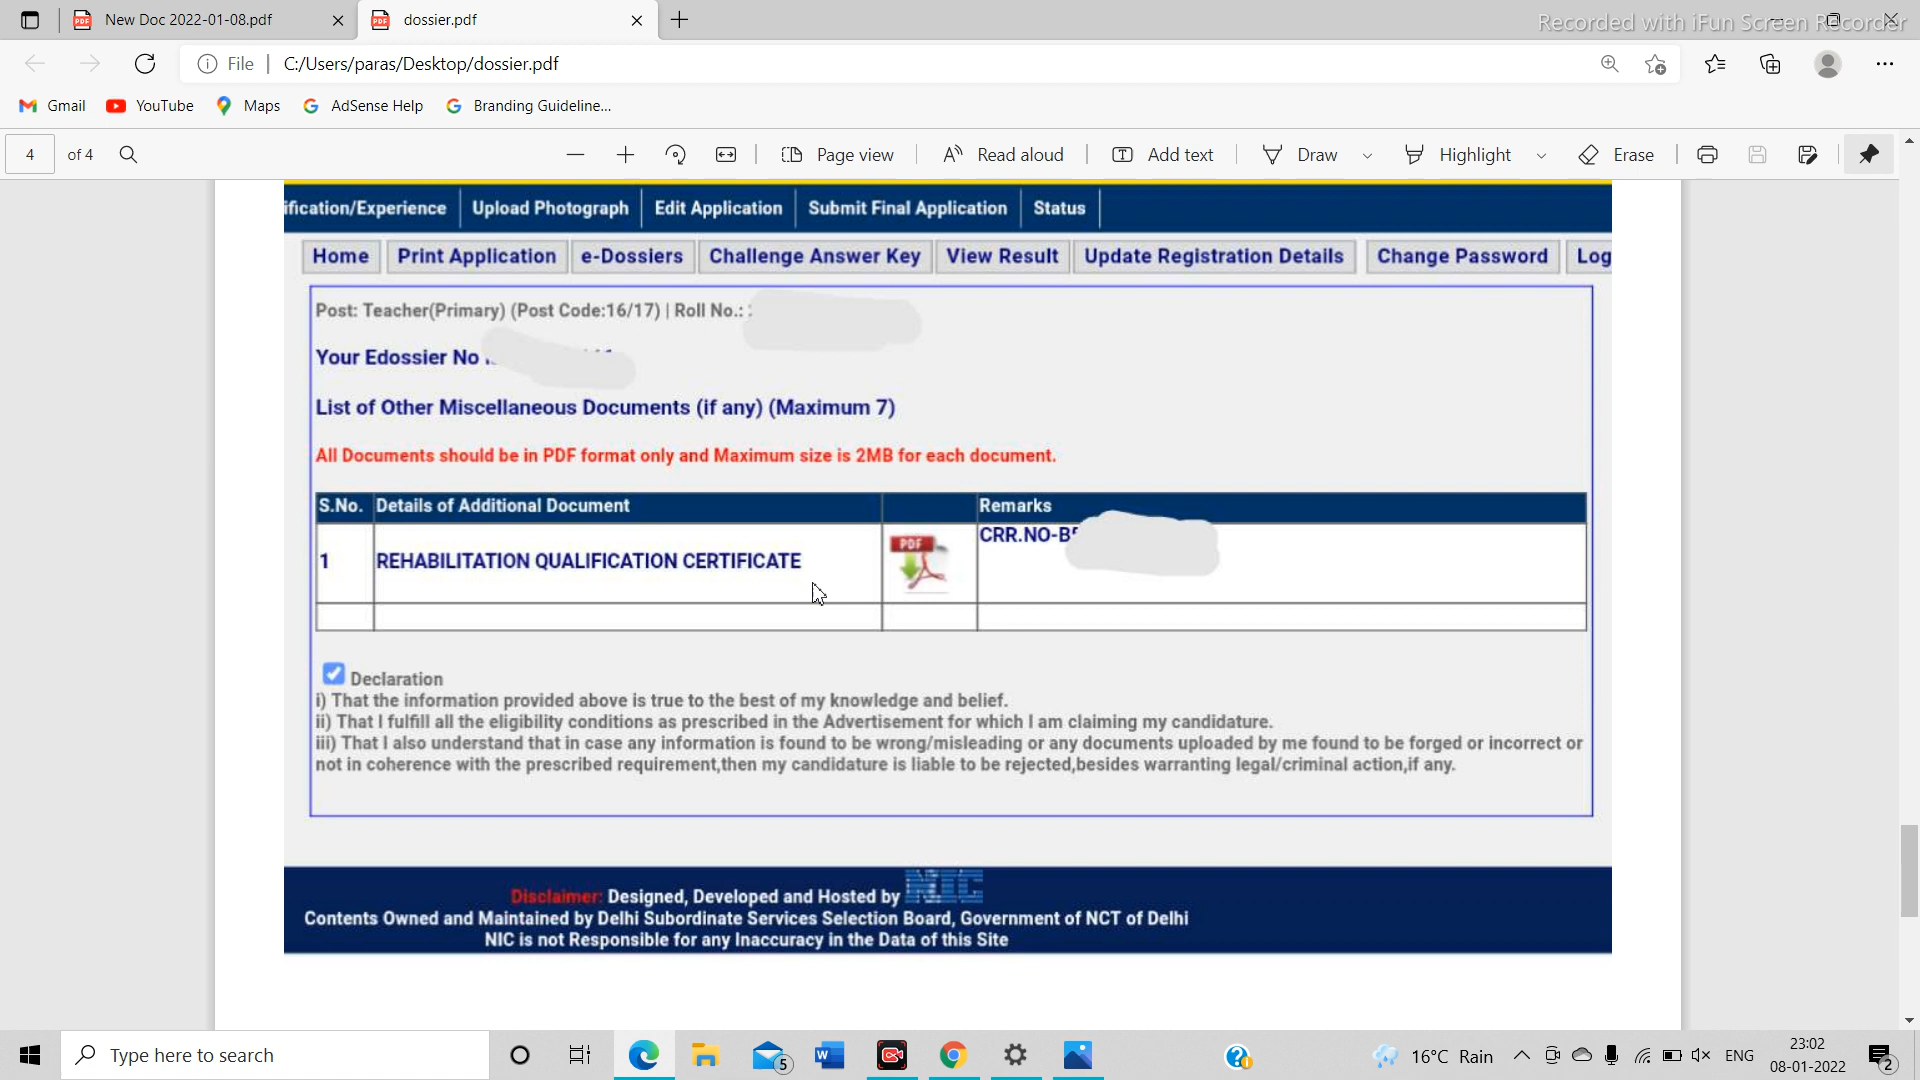 New Doc 2022-01-08.pdf
dossier.pdf
Recorded with iFun Screen Recorder
File
C:/Users/paras/Desktop/dossier.pdf
Gmail YouTube Maps AdSense Help Branding Guideline...
4 of 4 Page view Read aloud Add text Draw Highlight Erase
ification/Experience Upload Photograph Edit Application Submit Final Application Status
Home Print Application e-Dossiers Challenge Answer Key View Result Update Registration Details Change Password Log
Post: Teacher(Primary) (Post Code:16/17) | Roll No.:
Your Edossier No
List of Other Miscellaneous Documents (if any) (Maximum 7)
All Documents should be in PDF format only and Maximum size is 2MB for each document.
S.No. Details of Additional Document Remarks
1 REHABILITATION QUALIFICATION CERTIFICATE PDF CRR.NO-B
Declaration
i) That the information provided above is true to the best of my knowledge and belief.
ii) That I fulfill all the eligibility conditions as prescribed in the Advertisement for which I am claiming my candidature.
iii) That I also understand that in case any information is found to be wrong/misleading or any documents uploaded by me found to be forged or incorrect or
not in coherence with the prescribed requirement,then my candidature is liable to be rejected,besides warranting legal/criminal action,if any.
Disclaimer: Designed, Developed and Hosted by NIC
Contents Owned and Maintained by Delhi Subordinate Services Selection Board, Government of NCT of Delhi
NIC is not Responsible for any Inaccuracy in the Data of this Site
Type here to search
5
16°C Rain
ENG
23:02
08-01-2022
2